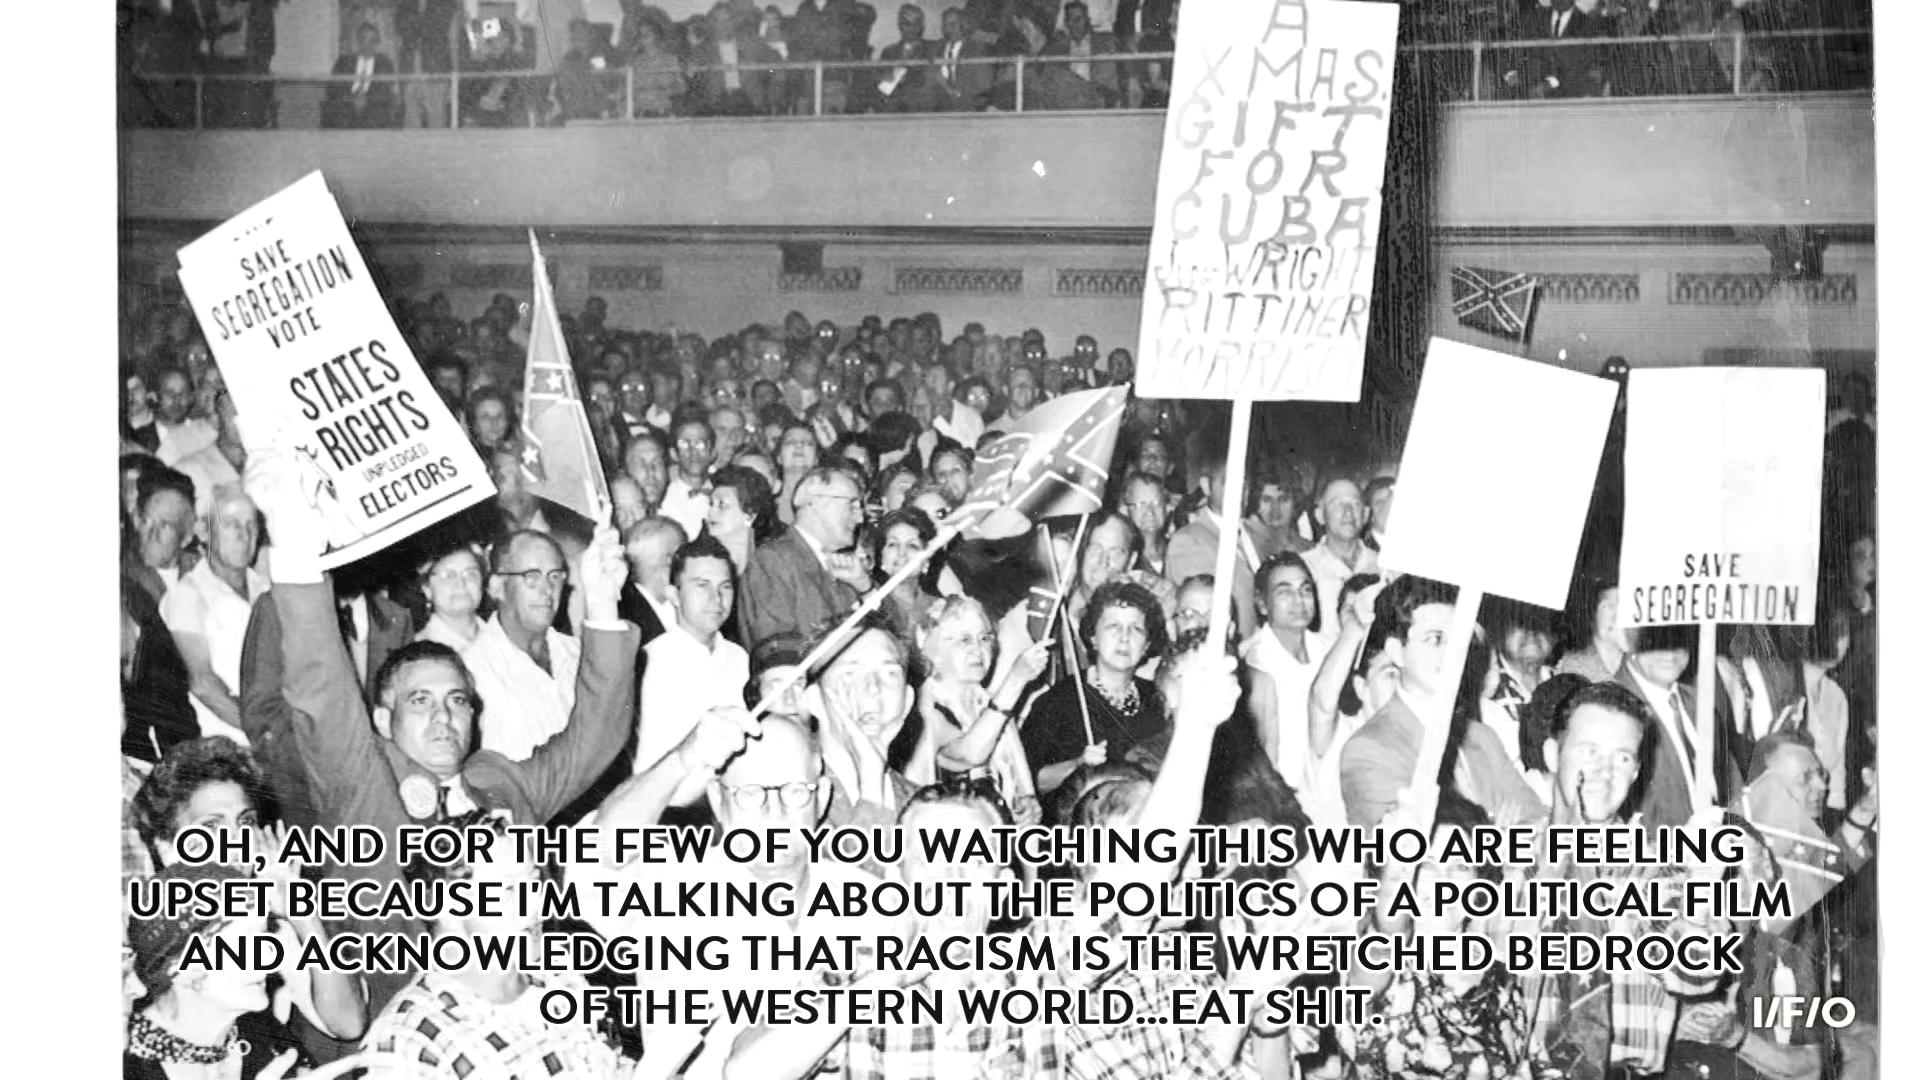 A
XMAS.
GIFT
FOR
CUBA
WRIGHT
RITTINER
MORRISON
SAVE
SEGREGATION
VOTE
STATES
RIGHTS
UNPLEDGED
ELECTORS
SAVE
SEGREGATION
OH, AND FOR THE FEW OF YOU WATCHING THIS WHO ARE FEELING
UPSET BECAUSE I'M TALKING ABOUT THE POLITICS OF A POLITICAL FILM
AND ACKNOWLEDGING THAT RACISM IS THE WRETCHED BEDROCK
OF THE WESTERN WORLD...EAT SHIT.
I/F/O